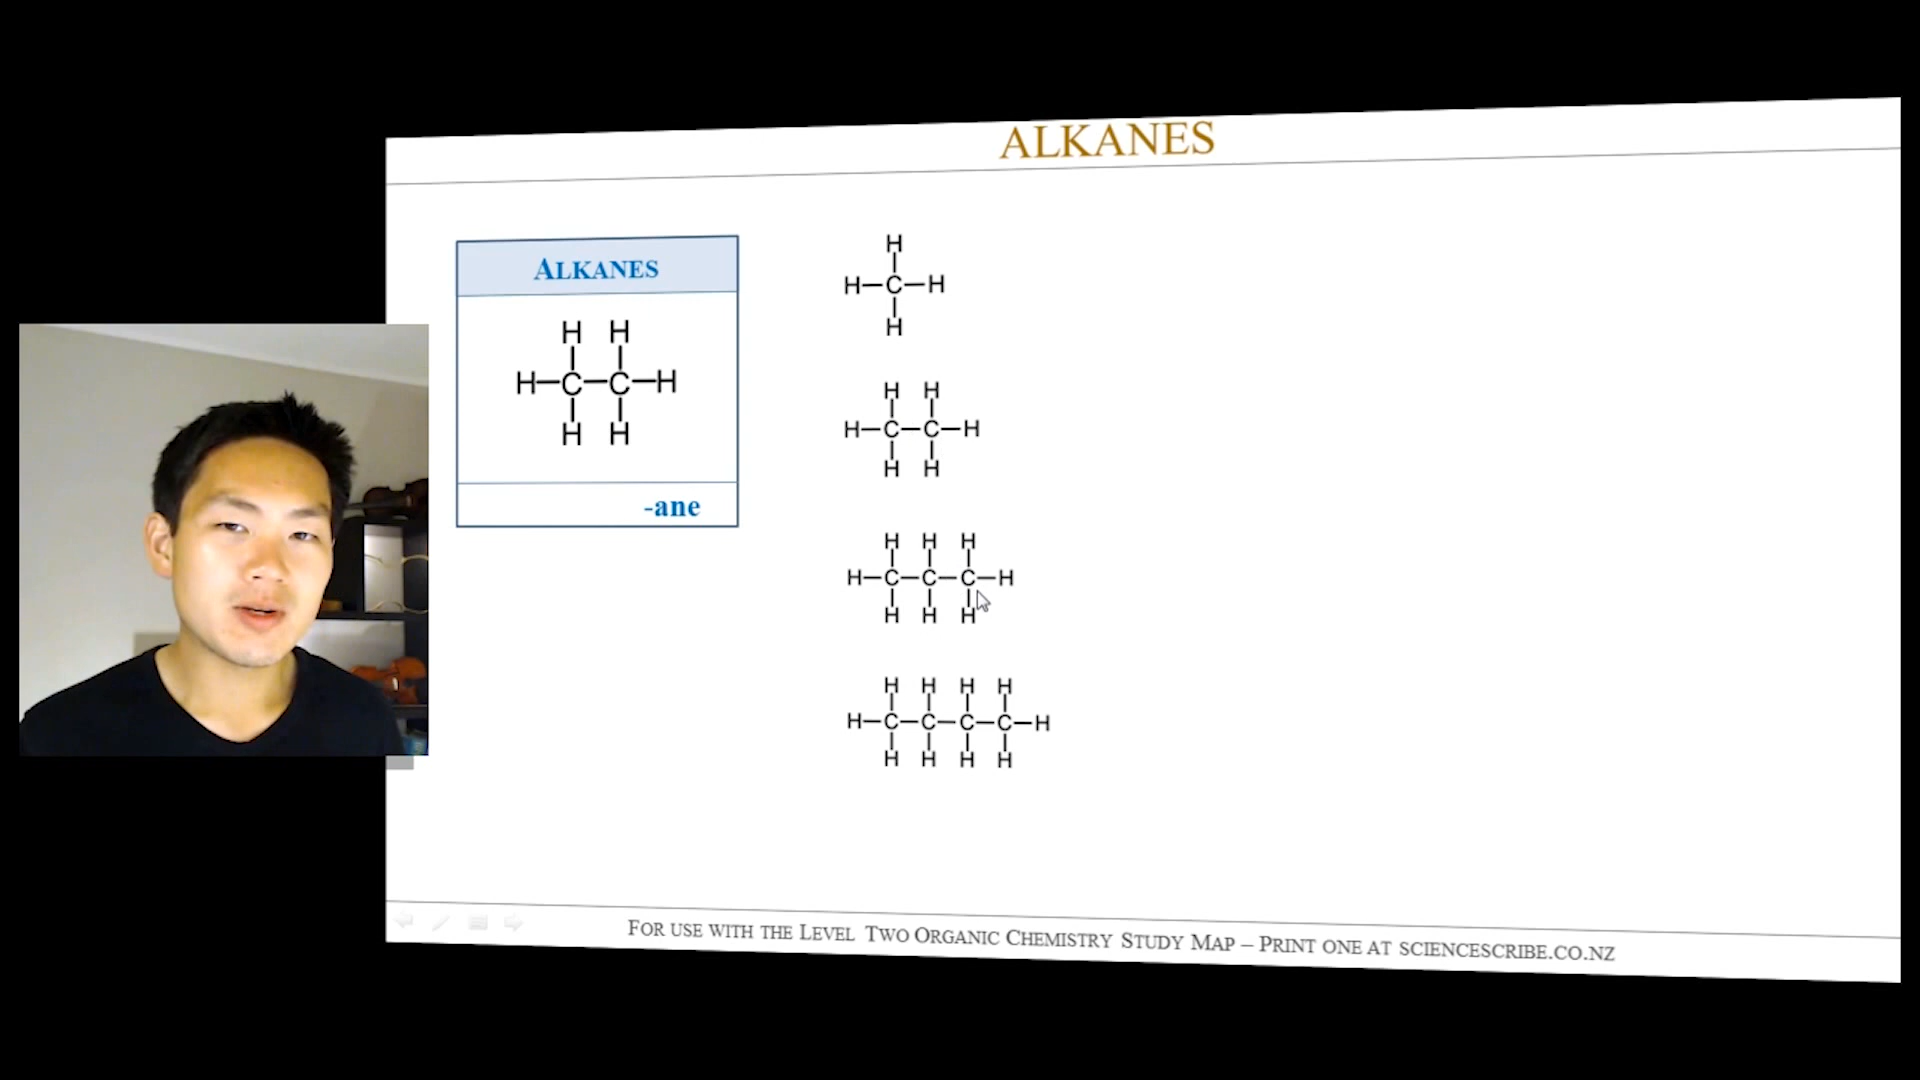 ALKANES
ALKANES
H H
H–C–C–H
H H
-ane
H
H–C–H
H
H H
H–C–C–H
H H
H H H
H–C–C–C–H
H H H
H H H H
H–C–C–C–C–H
H H H H
FOR USE WITH THE LEVEL TWO ORGANIC CHEMISTRY STUDY MAP – PRINT ONE AT SCIENCESCRIBE.CO.NZ